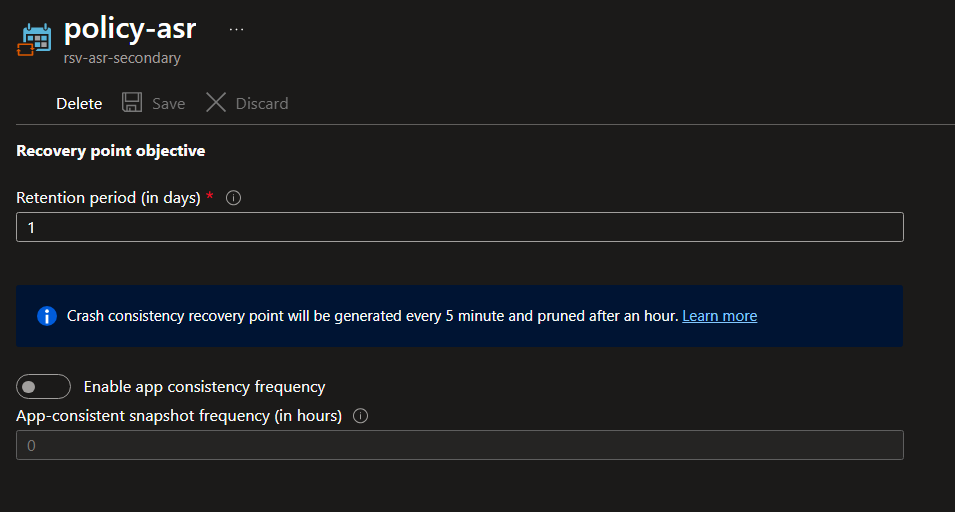 policy-asr ...
rsv-asr-secondary
Delete Save Discard
Recovery point objective
Retention period (in days) *
1
Crash consistency recovery point will be generated every 5 minute and pruned after an hour. Learn more
Enable app consistency frequency
App-consistent snapshot frequency (in hours)
0